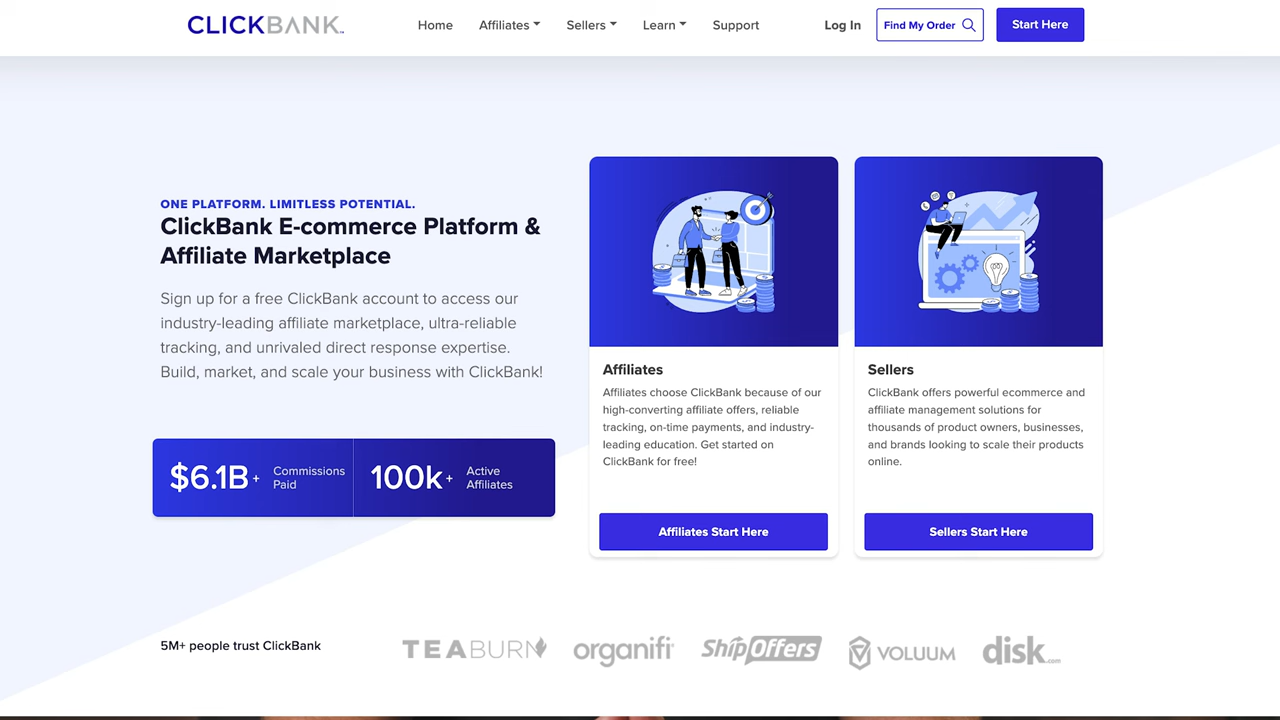 CLICKBANK™
Home Affiliates Sellers Learn Support Log In Find My Order Start Here
ONE PLATFORM. LIMITLESS POTENTIAL.
ClickBank E-commerce Platform &
Affiliate Marketplace
Sign up for a free ClickBank account to access our
industry-leading affiliate marketplace, ultra-reliable
tracking, and unrivaled direct response expertise.
Build, market, and scale your business with ClickBank!
$6.1B+ Commissions
Paid
100k+ Active
Affiliates
Affiliates
Affiliates choose ClickBank because of our
high-converting affiliate offers, reliable
tracking, on-time payments, and industry-
leading education. Get started on
ClickBank for free!
Affiliates Start Here
Sellers
ClickBank offers powerful ecommerce and
affiliate management solutions for
thousands of product owners, businesses,
and brands looking to scale their products
online.
Sellers Start Here
5M+ people trust ClickBank
TEABURN organifi ShipOffers VOLUUM disk.com